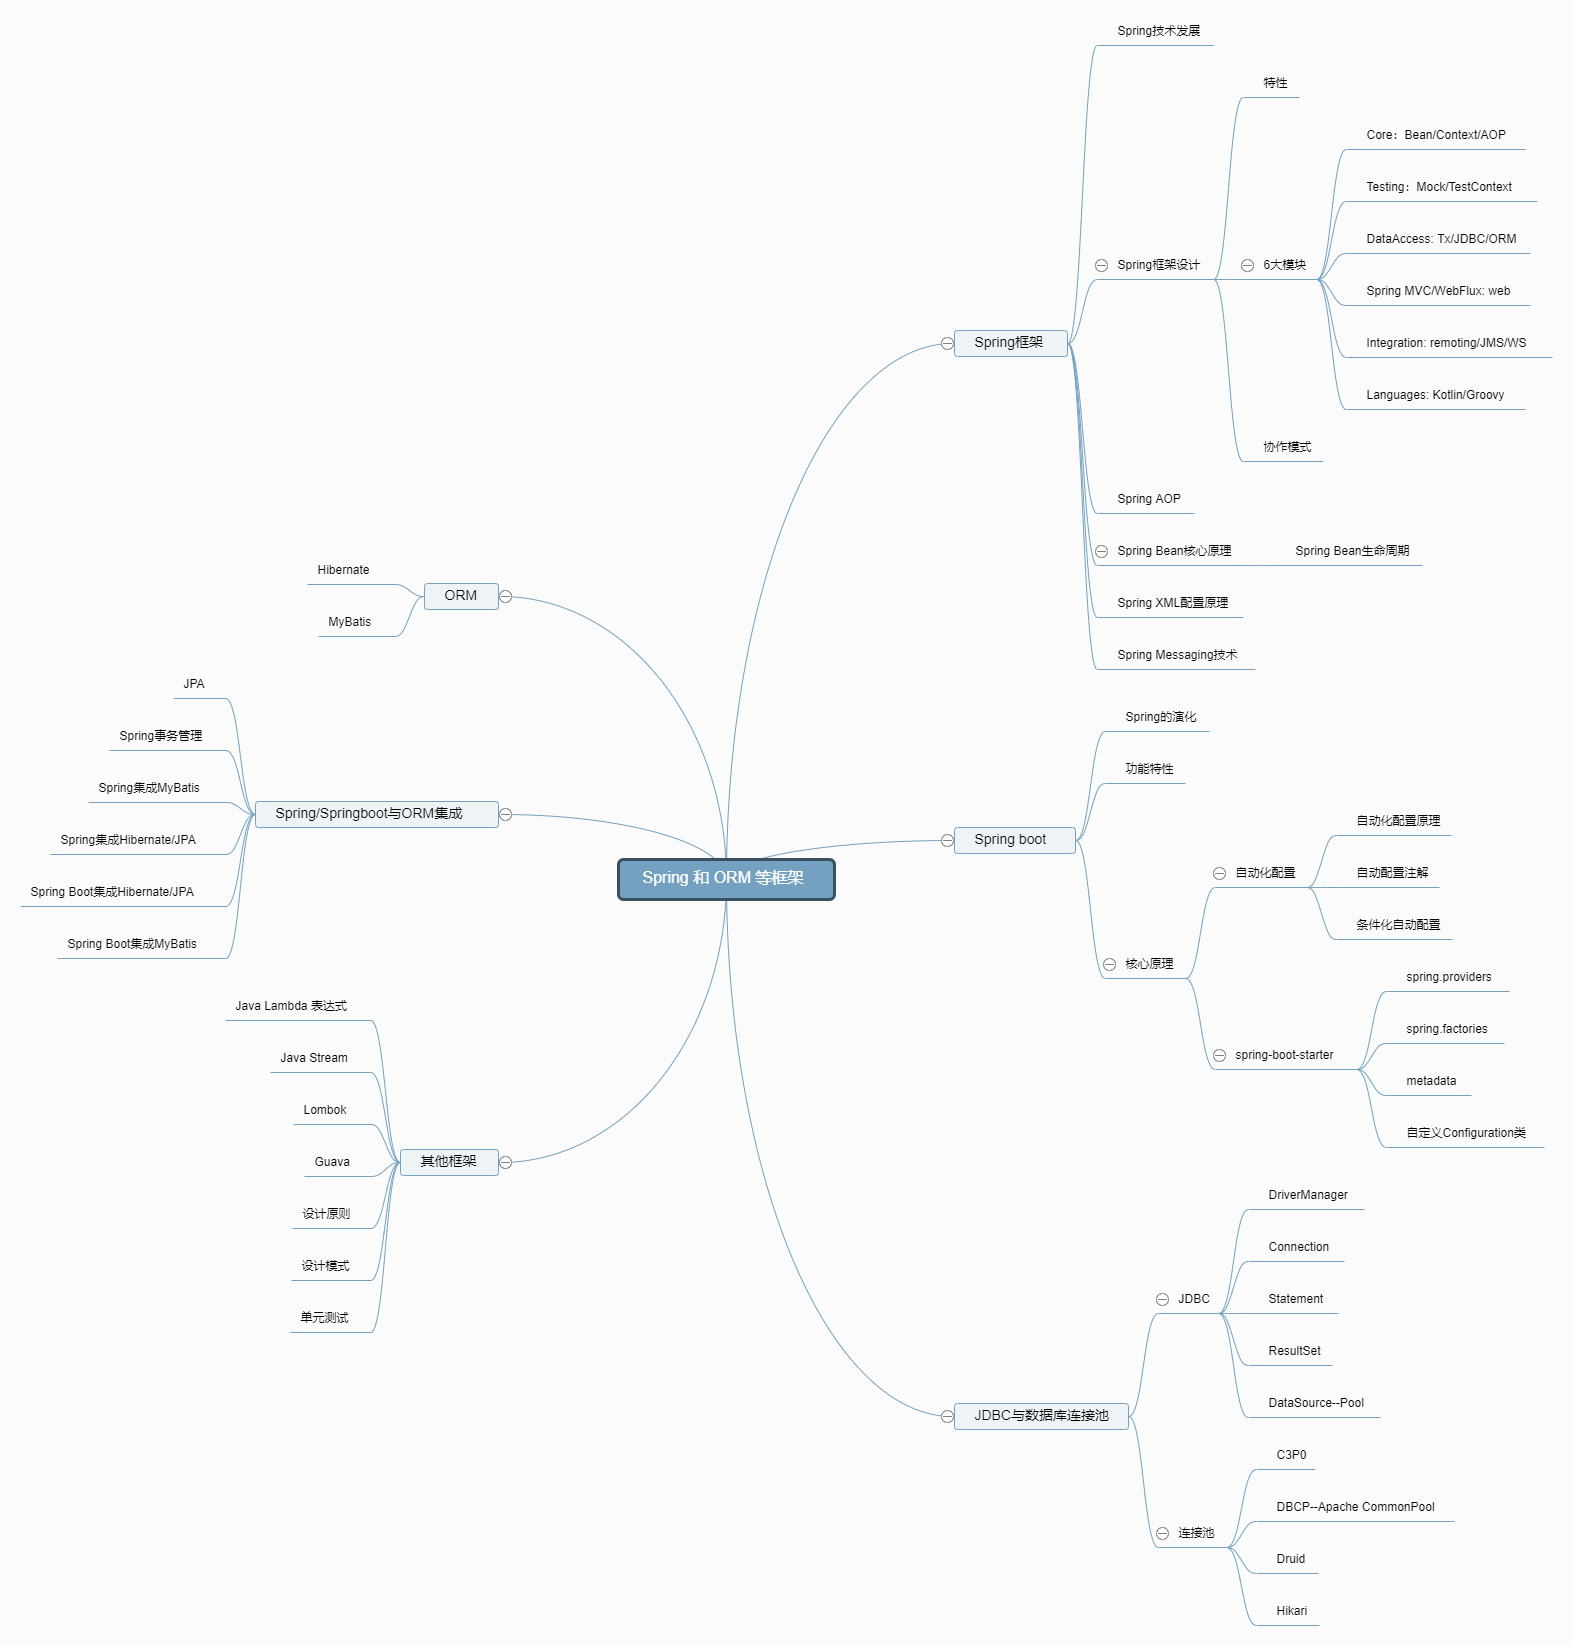 Spring 和 ORM 等框架
Spring框架
Spring技术发展
Spring框架设计
特性
6大模块
Core：Bean/Context/AOP
Testing：Mock/TestContext
DataAccess: Tx/JDBC/ORM
Spring MVC/WebFlux: web
Integration: remoting/JMS/WS
Languages: Kotlin/Groovy
协作模式
Spring AOP
Spring Bean核心原理
Spring Bean生命周期
Spring XML配置原理
Spring Messaging技术
Spring boot
Spring的演化
功能特性
核心原理
自动化配置
自动化配置原理
自动配置注解
条件化自动配置
spring-boot-starter
spring.providers
spring.factories
metadata
自定义Configuration类
JDBC与数据库连接池
JDBC
DriverManager
Connection
Statement
ResultSet
DataSource--Pool
连接池
C3P0
DBCP--Apache CommonPool
Druid
Hikari
ORM
Hibernate
MyBatis
Spring/Springboot与ORM集成
JPA
Spring事务管理
Spring集成MyBatis
Spring集成Hibernate/JPA
Spring Boot集成Hibernate/JPA
Spring Boot集成MyBatis
其他框架
Java Lambda 表达式
Java Stream
Lombok
Guava
设计原则
设计模式
单元测试